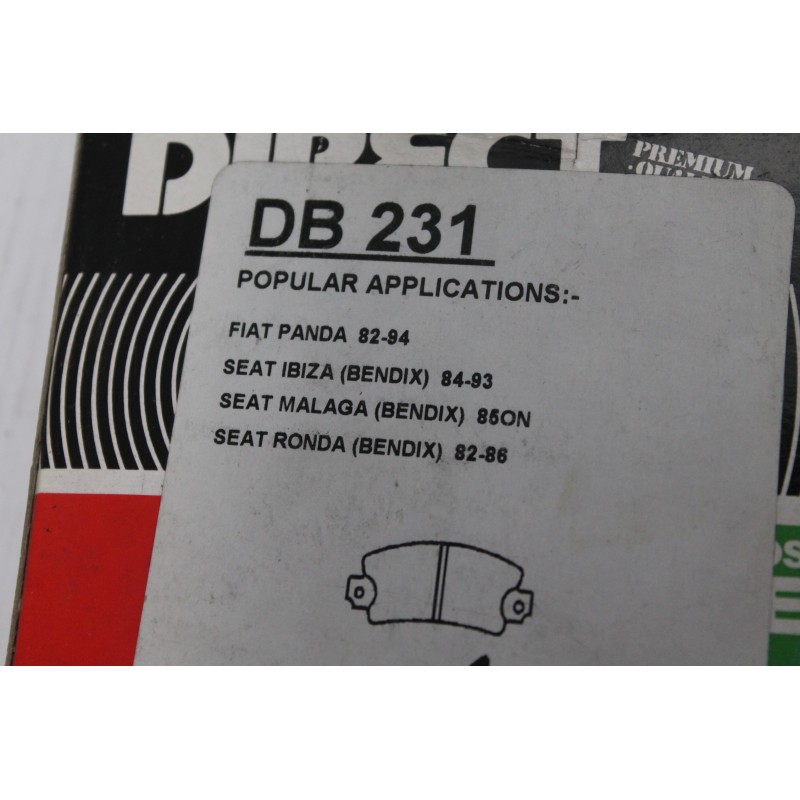 DIRECT
PREMIUM
DB 231
POPULAR APPLICATIONS:-
FIAT PANDA 82-94
SEAT IBIZA (BENDIX) 84-93
SEAT MALAGA (BENDIX) 85ON
SEAT RONDA (BENDIX) 82-86